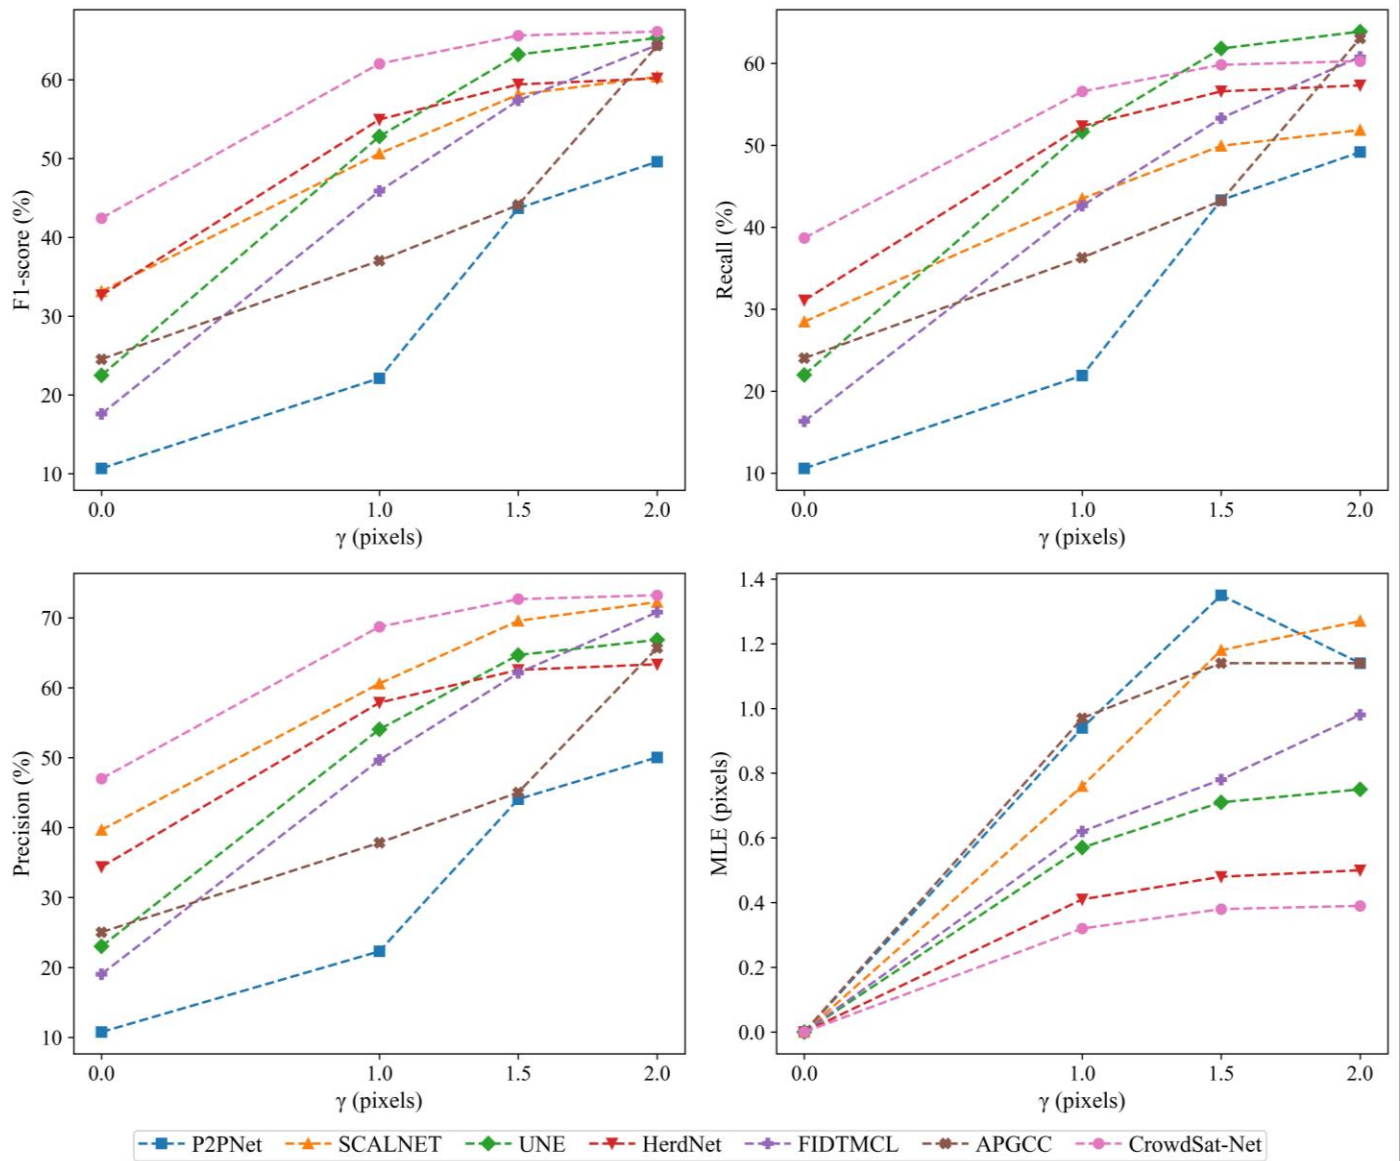 F1-score (%)
60
50
40
30
20
10
0.0 1.0 1.5 2.0
γ (pixels)
Recall (%)
60
50
40
30
20
10
0.0 1.0 1.5 2.0
γ (pixels)
Precision (%)
70
60
50
40
30
20
10
0.0 1.0 1.5 2.0
γ (pixels)
MLE (pixels)
1.4
1.2
1.0
0.8
0.6
0.4
0.2
0.0
0.0 1.0 1.5 2.0
γ (pixels)
P2PNet SCALNET UNE HerdNet FIDTMCL APGCC CrowdSat-Net